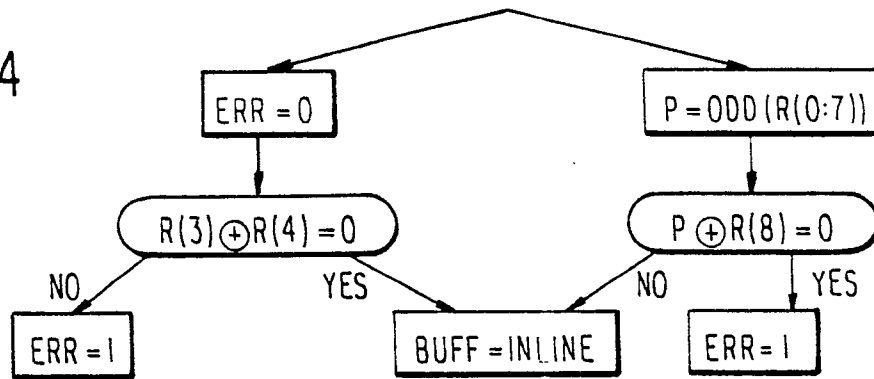 4
ERR = 0
P = ODD (R(0:7))
R(3) ⊕ R(4) = 0
P ⊕ R(8) = 0
NO
YES
NO
YES
ERR = 1
BUFF = INLINE
ERR = 1